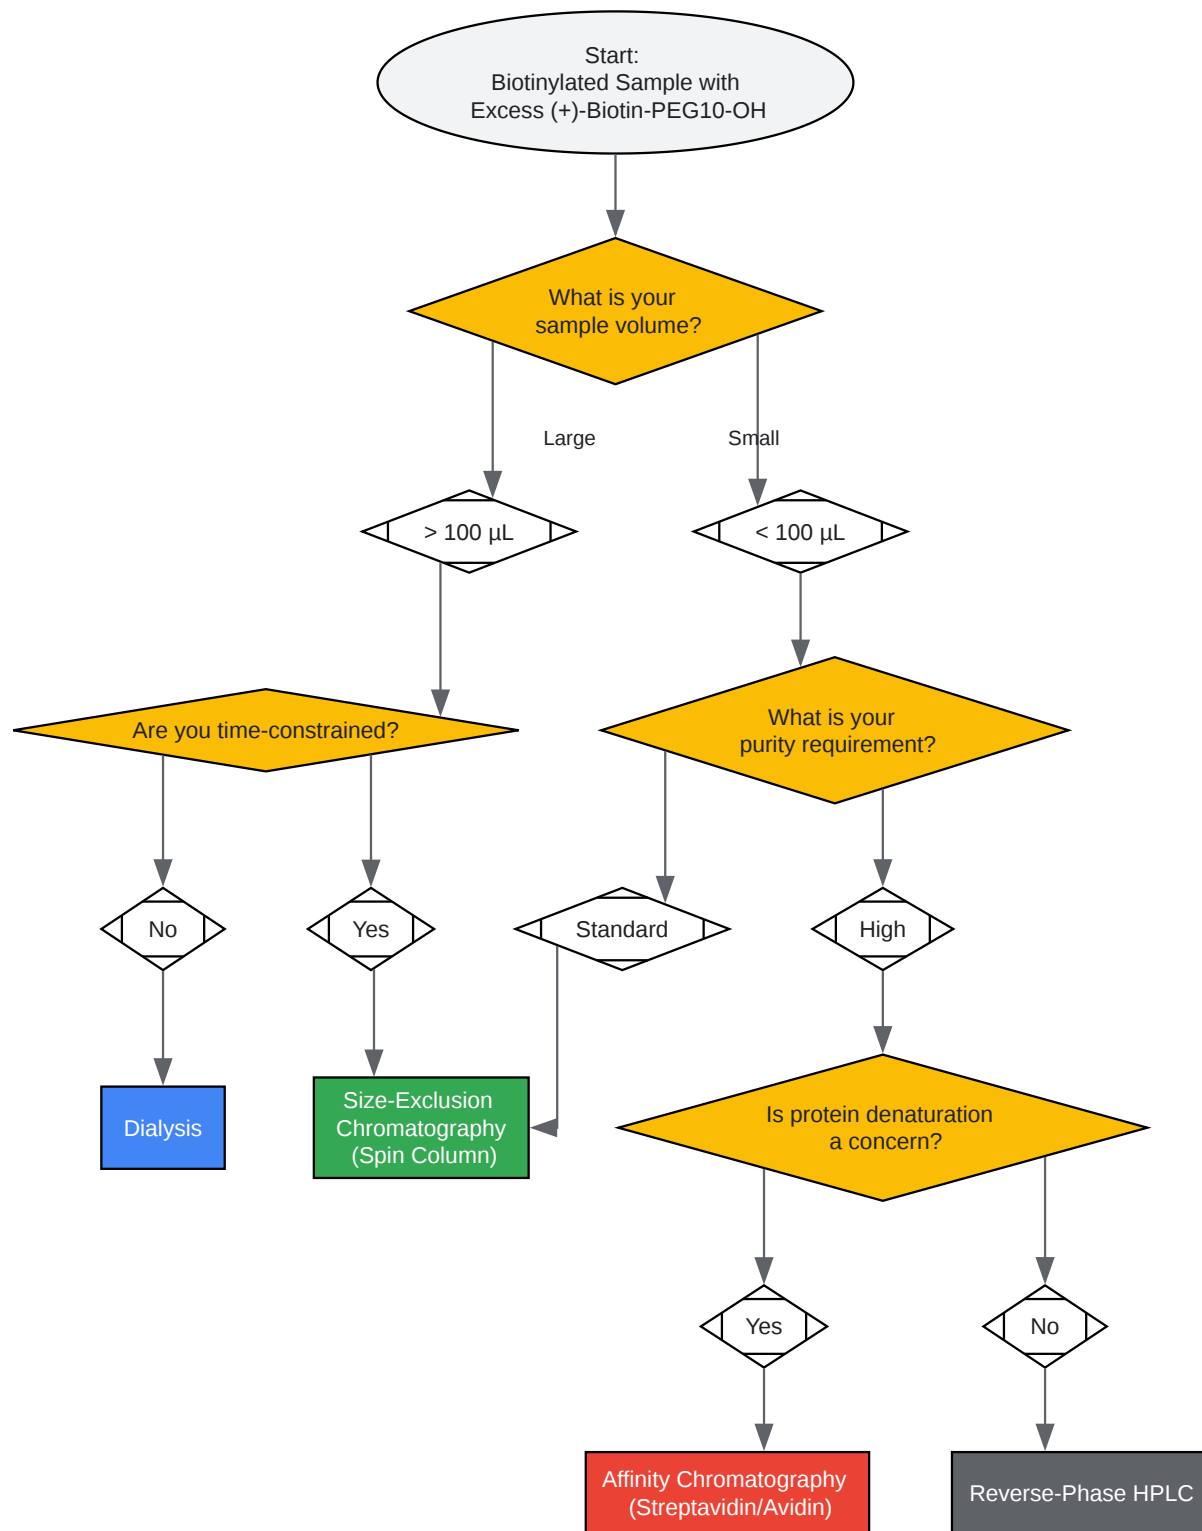 Start:
Biotinylated Sample with
Excess (+)-Biotin-PEG10-OH
What is your
sample volume?
Large
Small
> 100 µL
< 100 µL
Are you time-constrained?
What is your
purity requirement?
No
Yes
Standard
High
Dialysis
Size-Exclusion
Chromatography
(Spin Column)
Is protein denaturation
a concern?
Yes
No
Affinity Chromatography
(Streptavidin/Avidin)
Reverse-Phase HPLC